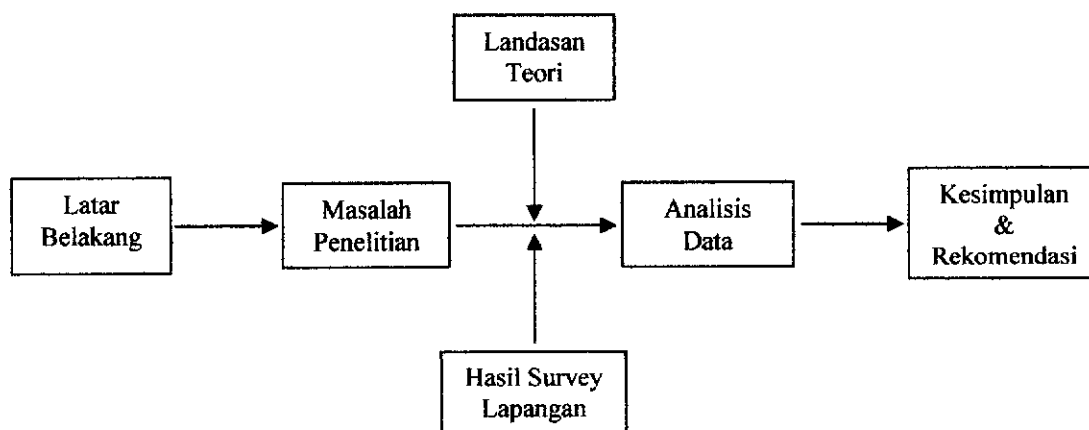 Landasan
Teori
Latar
Belakang
Masalah
Penelitian
Analisis
Data
Kesimpulan
&
Rekomendasi
Hasil Survey
Lapangan